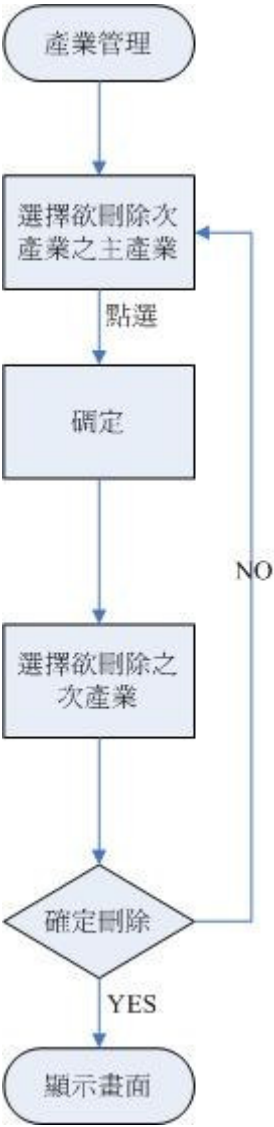 產業管理
選擇欲刪除次
產業之主產業
點選
碉定
NO
選擇欲刪除之
次產業
確定刪除
YES
顯示畫面